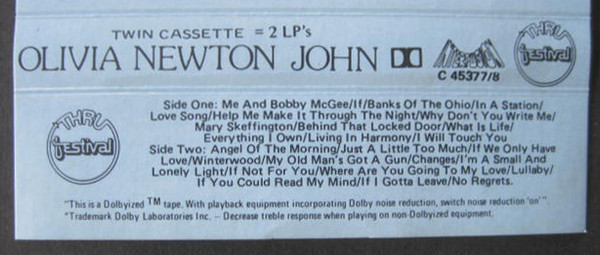 TWIN CASSETTE = 2 LP's
OLIVIA NEWTON JOHN
C 45377/8
THRU
festival
THRU
festival
Side One: Me And Bobby McGee/If/Banks Of The Ohio/In A Station/
Love Song/Help Me Make It Through The Night/Why Don't You Write Me/
Mary Skeffington/Behind That Locked Door/What Is Life/
Everything I Own/Living In Harmony/I Will Touch You
Side Two: Angel Of The Morning/Just A Little Too Much/If We Only Have
Love/Winterwood/My Old Man's Got A Gun/Changes/I'm A Small And
Lonely Light/If Not For You/Where Are You Going To My Love/Lullaby/
If You Could Read My Mind/If I Gotta Leave/No Regrets.
"This is a Dolbyized TM tape. With playback equipment incorporating Dolby noise reduction, switch noise reduction 'on'".
"Trademark Dolby Laboratories Inc. – Decrease treble response when playing on non-Dolbyized equipment.